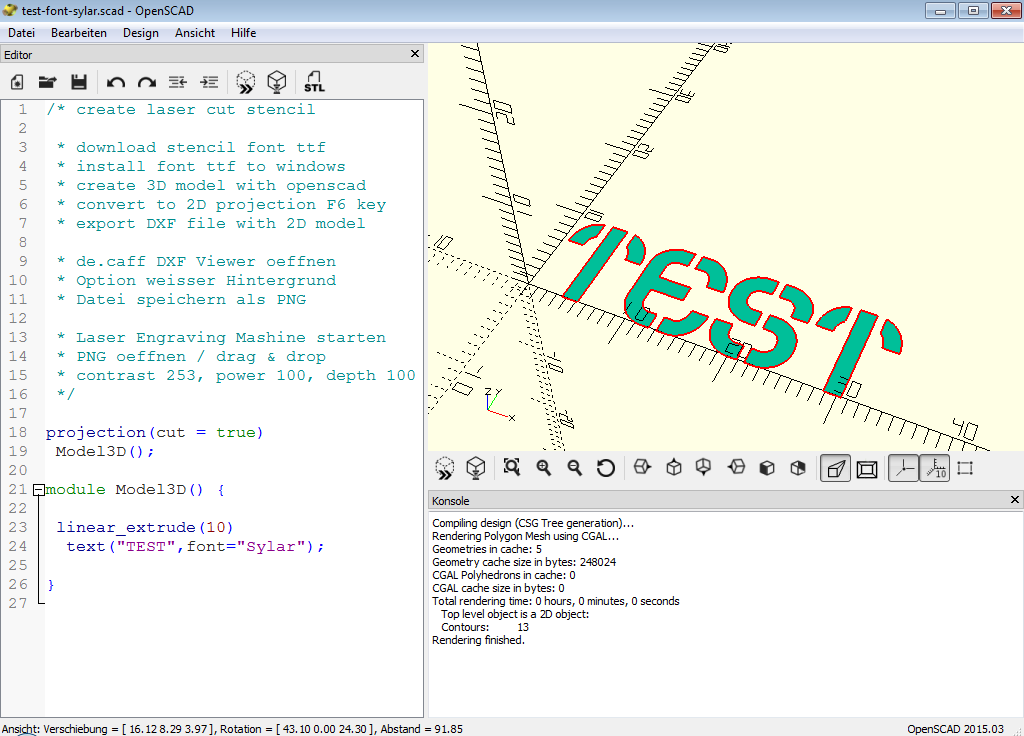 test-font-sylar.scad - OpenSCAD
Datei Bearbeiten Design Ansicht Hilfe
Editor
STL
1 /* create laser cut stencil
2
3 * download stencil font ttf
4 * install font ttf to windows
5 * create 3D model with openscad
6 * convert to 2D projection F6 key
7 * export DXF file with 2D model
8
9 * de.caff DXF Viewer oeffnen
10 * Option weisser Hintergrund
11 * Datei speichern als PNG
12
13 * Laser Engraving Mashine starten
14 * PNG oeffnen / drag & drop
15 * contrast 253, power 100, depth 100
16 */
17
18 projection(cut = true)
19 Model3D();
20
21 module Model3D() {
22
23 linear_extrude(10)
24 text("TEST",font="Sylar");
25
26 }
27
TEST
40
Z Y
X
10
Konsole
Compiling design (CSG Tree generation)...
Rendering Polygon Mesh using CGAL...
Geometries in cache: 5
Geometry cache size in bytes: 248024
CGAL Polyhedrons in cache: 0
CGAL cache size in bytes: 0
Total rendering time: 0 hours, 0 minutes, 0 seconds
Top level object is a 2D object:
Contours: 13
Rendering finished.
Ansicht: Verschiebung = [ 16.12 8.29 3.97 ], Rotation = [ 43.10 0.00 24.30 ], Abstand = 91.85
OpenSCAD 2015.03